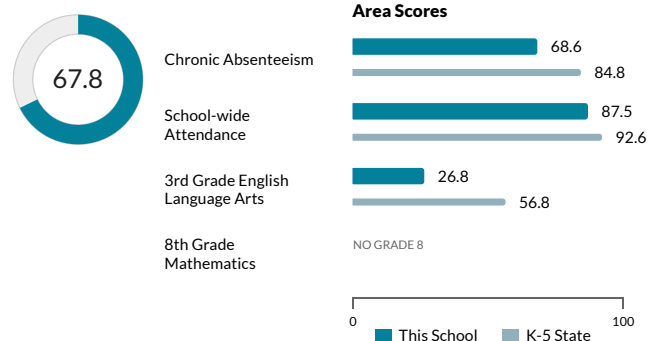 Area Scores
67.8
Chronic Absenteeism
68.6
84.8
School-wide
Attendance
87.5
92.6
3rd Grade English
Language Arts
26.8
56.8
8th Grade
Mathematics
NO GRADE 8
0
100
This School
K-5 State